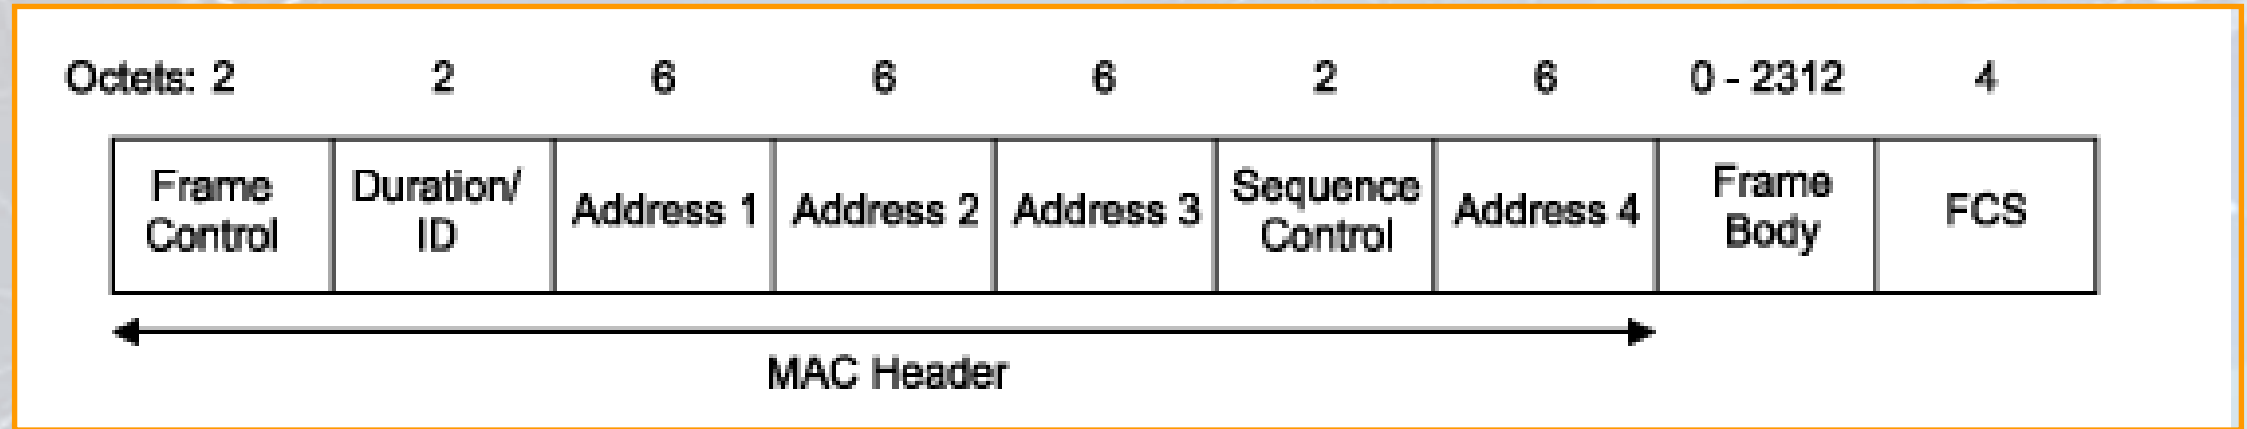 Octets: 2 2 6 6 6 2 6 0 - 2312 4
Frame Control
Duration/ ID
Address 1
Address 2
Address 3
Sequence Control
Address 4
Frame Body
FCS
MAC Header